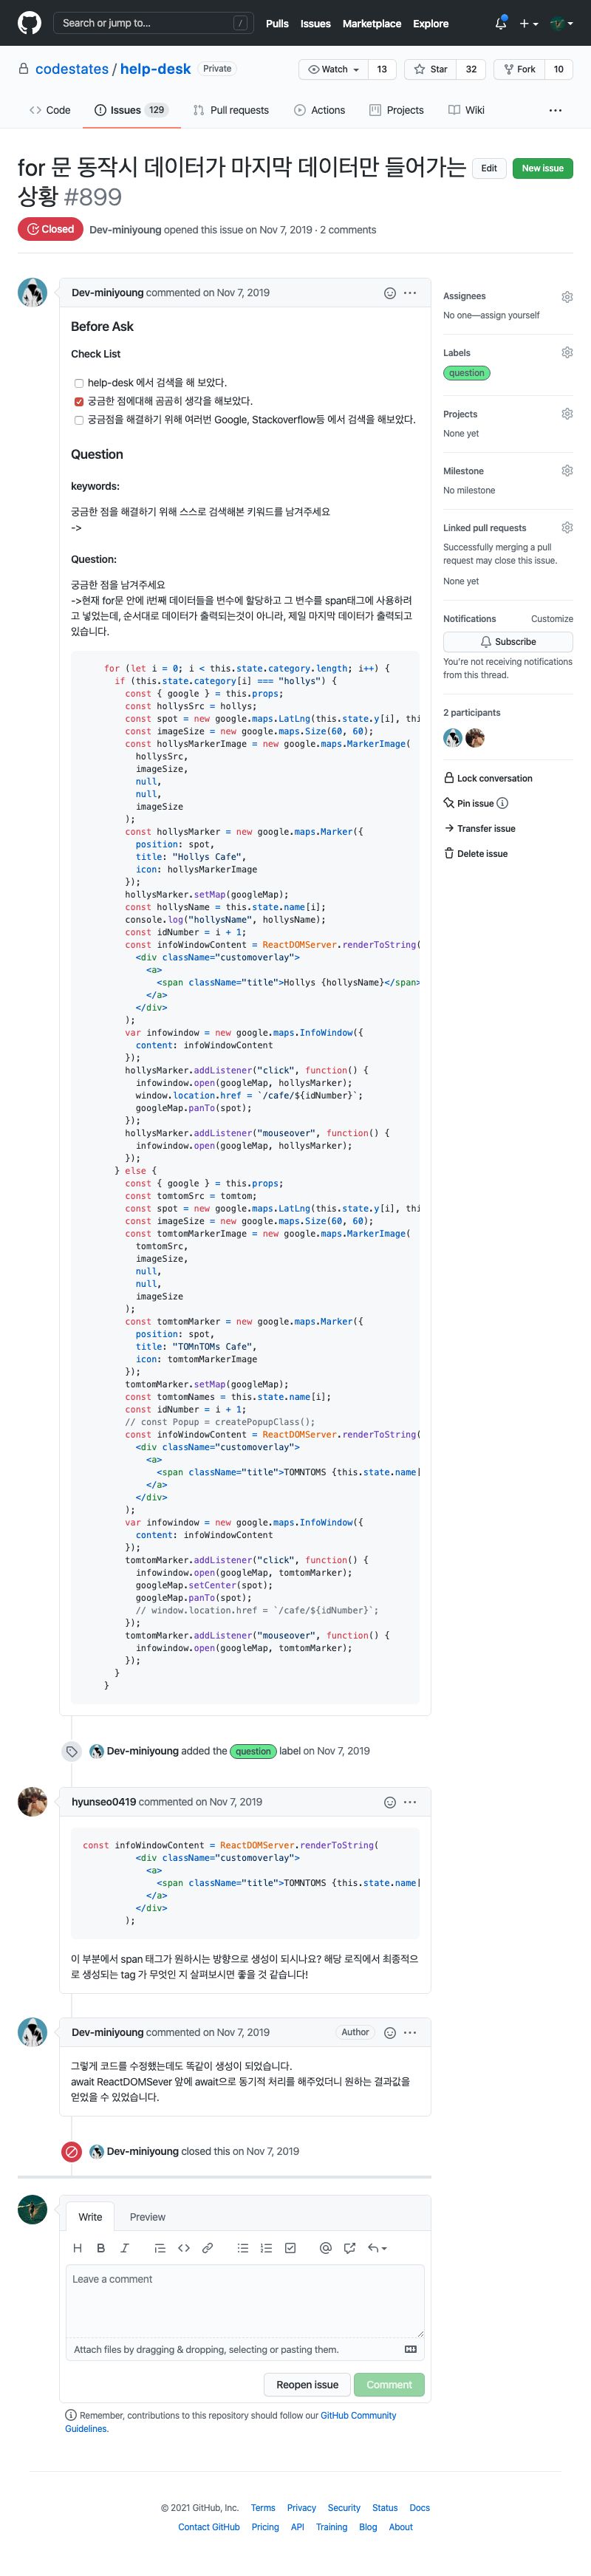 Search or jump to... /
Pulls Issues Marketplace Explore
codestates / help-desk Private
Watch 13 Star 32 Fork 10
Code Issues 129 Pull requests Actions Projects Wiki
for 문 동작시 데이터가 마지막 데이터만 들어가는
상황 #899
Edit New issue
Closed Dev-miniyoung opened this issue on Nov 7, 2019 · 2 comments
Dev-miniyoung commented on Nov 7, 2019
Before Ask
Check List
help-desk 에서 검색을 해 보았다.
궁금한 점에대해 곰곰히 생각을 해보았다.
궁금점을 해결하기 위해 여러번 Google, Stackoverflow등 에서 검색을 해보았다.
Question
keywords:
궁금한 점을 해결하기 위해 스스로 검색해본 키워드를 남겨주세요
->
Question:
궁금한 점을 남겨주세요
->현재 for문 안에 i번째 데이터들을 변수에 할당하고 그 변수를 span태그에 사용하려
고 넣었는데, 순서대로 데이터가 출력되는것이 아니라, 제일 마지막 데이터가 출력되고
있습니다.
for (let i = 0; i < this.state.category.length; i++) {
if (this.state.category[i] === "hollys") {
const { google } = this.props;
const hollysSrc = hollys;
const spot = new google.maps.LatLng(this.state.y[i], thi
const imageSize = new google.maps.Size(60, 60);
const hollysMarkerImage = new google.maps.MarkerImage(
hollysSrc,
imageSize,
null,
null,
imageSize
);
const hollysMarker = new google.maps.Marker({
position: spot,
title: "Hollys Cafe",
icon: hollysMarkerImage
});
hollysMarker.setMap(googleMap);
const hollysName = this.state.name[i];
console.log("hollysName", hollysName);
const idNumber = i + 1;
const infoWindowContent = ReactDOMServer.renderToString(
<div className="customoverlay">
<a>
<span className="title">Hollys {hollysName}</span>
</a>
</div>
);
var infowindow = new google.maps.InfoWindow({
content: infoWindowContent
});
hollysMarker.addListener("click", function() {
infowindow.open(googleMap, hollysMarker);
window.location.href = `/cafe/${idNumber}`;
googleMap.panTo(spot);
});
hollysMarker.addListener("mouseover", function() {
infowindow.open(googleMap, hollysMarker);
});
} else {
const { google } = this.props;
const tomtomSrc = tomtom;
const spot = new google.maps.LatLng(this.state.y[i], thi
const imageSize = new google.maps.Size(60, 60);
const tomtomMarkerImage = new google.maps.MarkerImage(
tomtomSrc,
imageSize,
null,
null,
imageSize
);
const tomtomMarker = new google.maps.Marker({
position: spot,
title: "TOMnTOMs Cafe",
icon: tomtomMarkerImage
});
tomtomMarker.setMap(googleMap);
const tomtomNames = this.state.name[i];
const idNumber = i + 1;
// const Popup = createPopupClass();
const infoWindowContent = ReactDOMServer.renderToString(
<div className="customoverlay">
<a>
<span className="title">TOMNTOMS {this.state.name[
</a>
</div>
);
var infowindow = new google.maps.InfoWindow({
content: infoWindowContent
});
tomtomMarker.addListener("click", function() {
infowindow.open(googleMap, tomtomMarker);
googleMap.setCenter(spot);
googleMap.panTo(spot);
// window.location.href = `/cafe/${idNumber}`;
});
tomtomMarker.addListener("mouseover", function() {
infowindow.open(googleMap, tomtomMarker);
});
}
}
Assignees
No one—assign yourself
Labels
question
Projects
None yet
Milestone
No milestone
Linked pull requests
Successfully merging a pull
request may close this issue.
None yet
Notifications Customize
Subscribe
You're not receiving notifications
from this thread.
2 participants
Lock conversation
Pin issue
Transfer issue
Delete issue
Dev-miniyoung added the question label on Nov 7, 2019
hyunseo0419 commented on Nov 7, 2019
const infoWindowContent = ReactDOMServer.renderToString(
<div className="customoverlay">
<a>
<span className="title">TOMNTOMS {this.state.name[
</a>
</div>
);
이 부분에서 span 태그가 원하시는 방향으로 생성이 되시나요? 해당 로직에서 최종적으
로 생성되는 tag 가 무엇인 지 살펴보시면 좋을 것 같습니다!
Dev-miniyoung commented on Nov 7, 2019 Author
그렇게 코드를 수정했는데도 똑같이 생성이 되었습니다.
await ReactDOMSever 앞에 await으로 동기적 처리를 해주었더니 원하는 결과값을
얻었을 수 있었습니다.
Dev-miniyoung closed this on Nov 7, 2019
Write Preview
Leave a comment
Attach files by dragging & dropping, selecting or pasting them.
Reopen issue Comment
Remember, contributions to this repository should follow our GitHub Community
Guidelines.
© 2021 GitHub, Inc. Terms Privacy Security Status Docs
Contact GitHub Pricing API Training Blog About